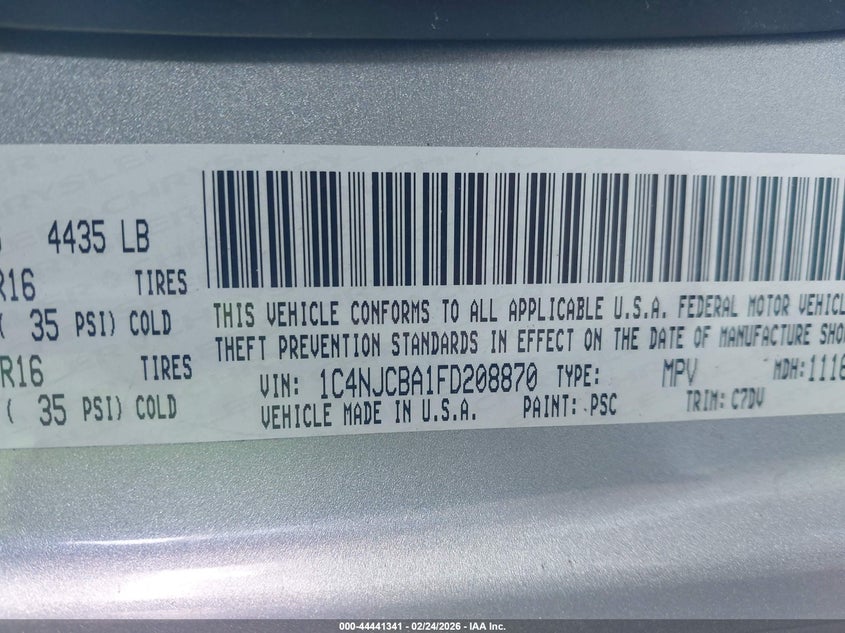 4435 LB
R16 TIRES
( 35 PSI) COLD
R16 TIRES
( 35 PSI) COLD
THIS VEHICLE CONFORMS TO ALL APPLICABLE U.S.A. FEDERAL MOTOR VEHICL
THEFT PREVENTION STANDARDS IN EFFECT ON THE DATE OF MANUFACTURE SHO
VIN: 1C4NJCBA1FD208870 TYPE: MPV MDH: 1116
VEHICLE MADE IN U.S.A. PAINT: PSC TRIM: C7DV
000-44441341 - 02/24/2026 - IAA Inc.